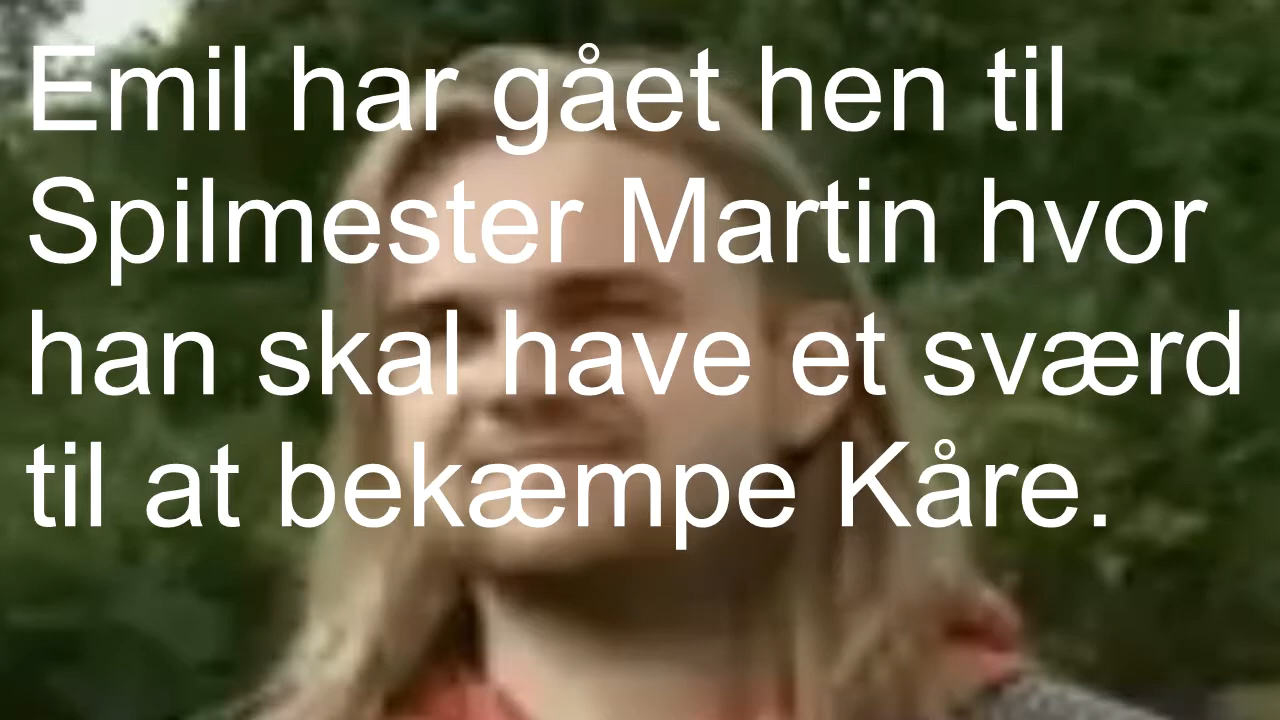 Emil har gået hen til
Spilmester Martin hvor
han skal have et sværd
til at bekæmpe Kåre.